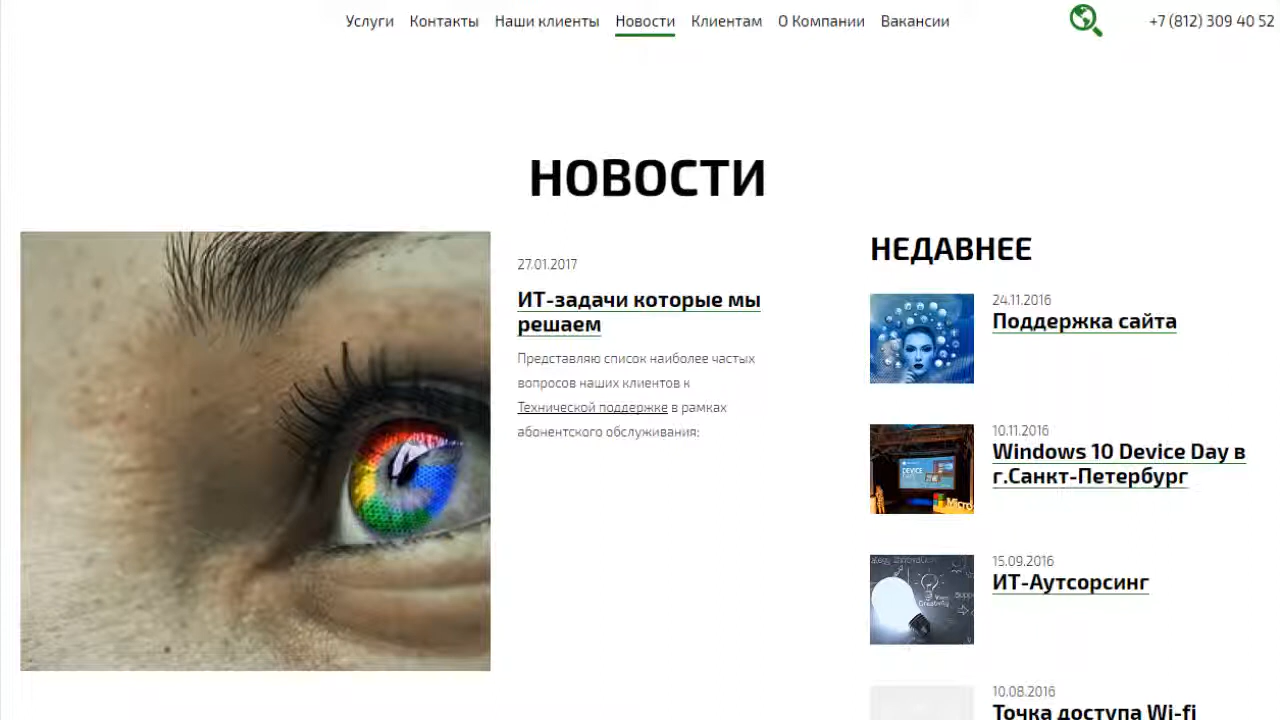 Услуги Контакты Наши клиенты Новости Клиентам О Компании Вакансии
+7 (812) 309 40 52
НОВОСТИ
27.01.2017
ИТ-задачи которые мы
решаем
Представляю список наиболее частых
вопросов наших клиентов к
Технической поддержке в рамках
абонентского обслуживания:
НЕДАВНЕЕ
24.11.2016
Поддержка сайта
10.11.2016
Windows 10 Device Day в
г.Санкт-Петербург
DEVICE
Micro
15.09.2016
ИТ-Аутсорсинг
10.08.2016
Точка доступа Wi-fi